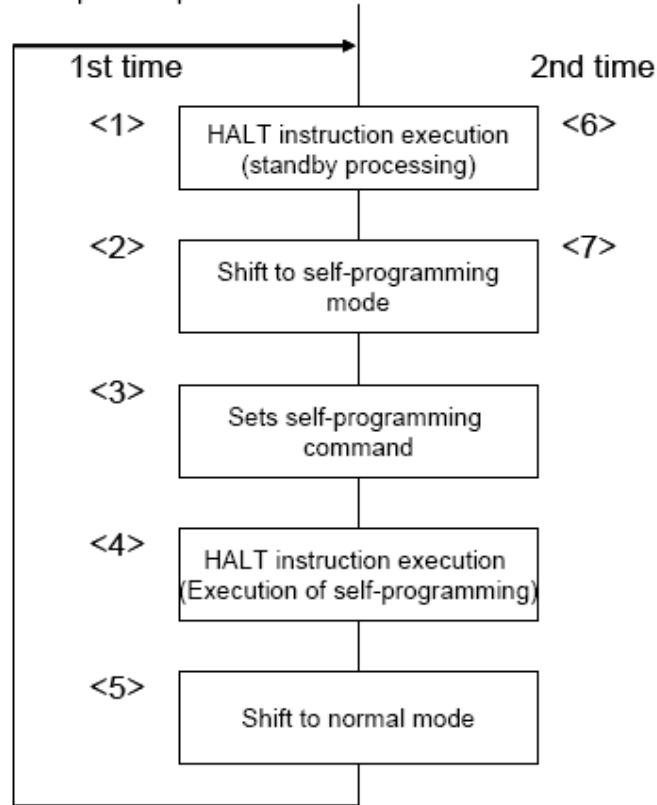 1st time
2nd time
<1>
HALT instruction execution
(standby processing)
<6>
<2>
Shift to self-programming
mode
<7>
<3>
Sets self-programming
command
<4>
HALT instruction execution
(Execution of self-programming)
<5>
Shift to normal mode